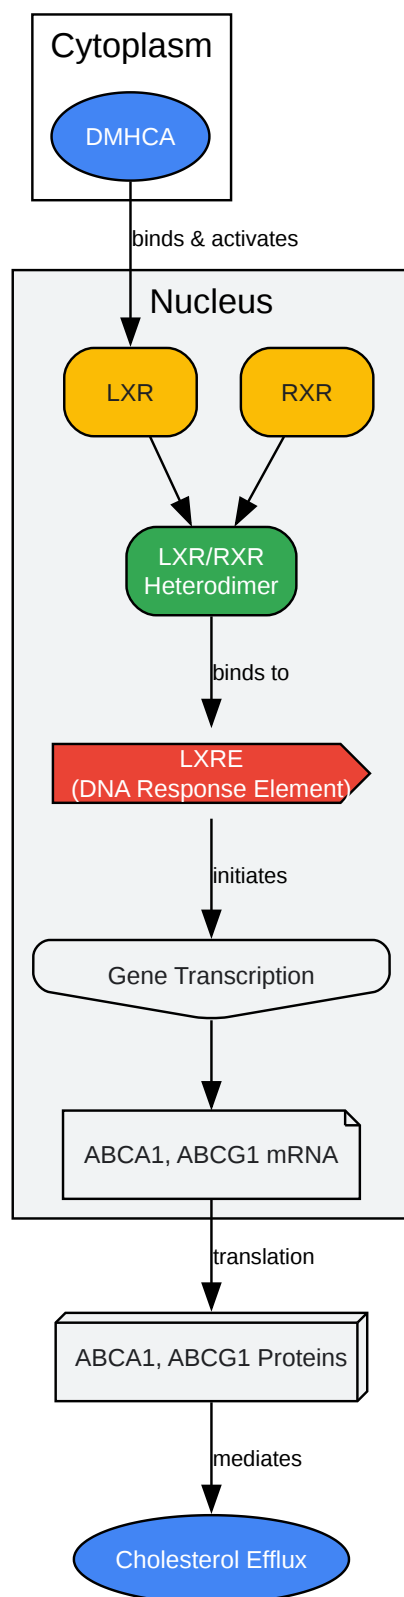 Cytoplasm
DMHCA
binds & activates
Nucleus
LXR
RXR
LXR/RXR
Heterodimer
binds to
LXRE
(DNA Response Element)
initiates
Gene Transcription
ABCA1, ABCG1 mRNA
translation
ABCA1, ABCG1 Proteins
mediates
Cholesterol Efflux